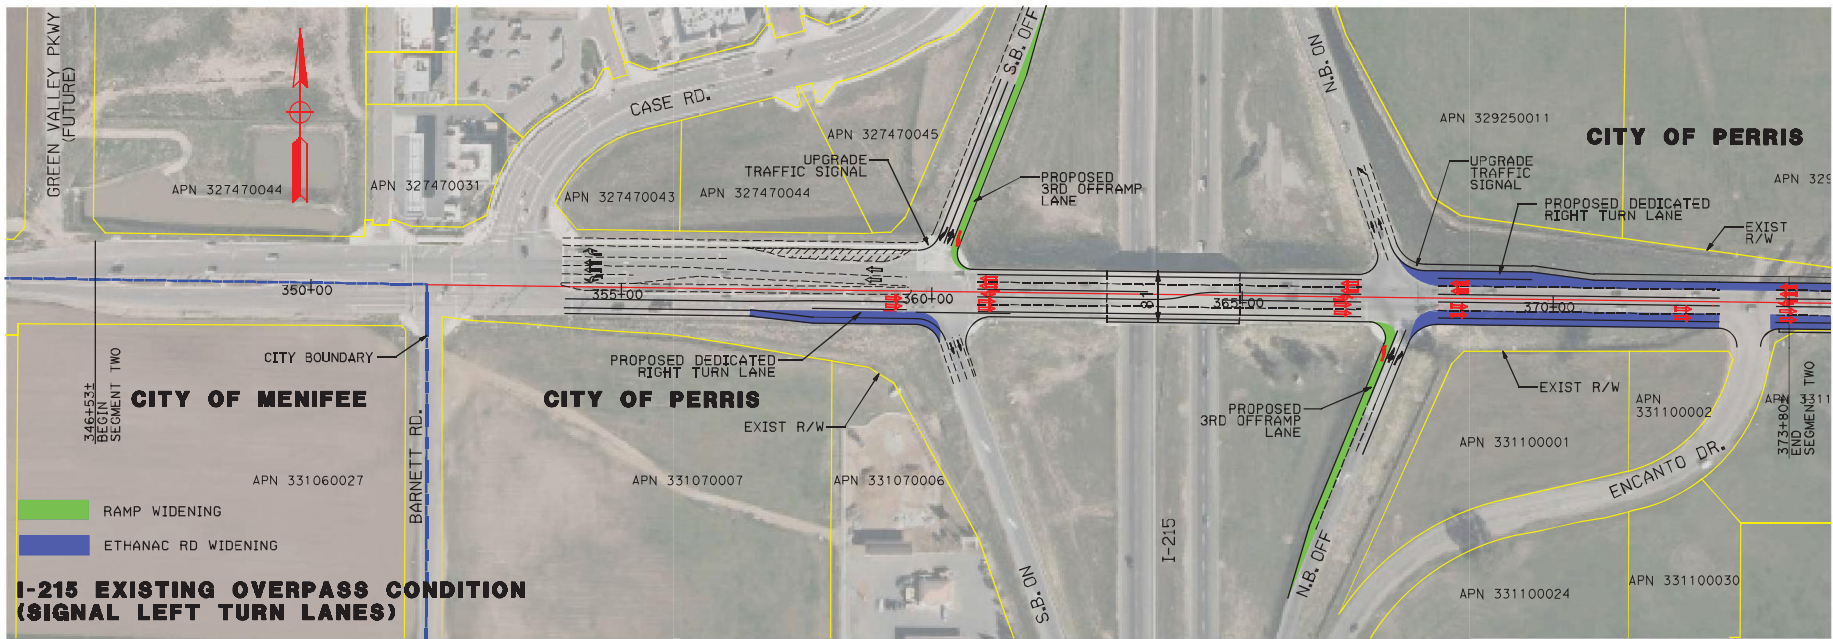 GREEN VALLEY PKWY
(FUTURE)
APN 327470044
APN 327470031
CASE RD.
APN 327470043
APN 327470044
APN 327470045
UPGRADE
TRAFFIC SIGNAL
S.B. OFF
PROPOSED
3RD OFFRAMP
LANE
N.B. ON
APN 329250011
CITY OF PERRIS
UPGRADE
TRAFFIC
SIGNAL
APN 329
PROPOSED DEDICATED
RIGHT TURN LANE
EXIST
R/W
350+00
355+00
360+00
81
365+00
370+00
346+53±
BEGIN
SEGMENT TWO
CITY BOUNDARY
CITY OF MENIFEE
BARNETT RD.
PROPOSED DEDICATED
RIGHT TURN LANE
CITY OF PERRIS
EXIST R/W
PROPOSED
3RD OFFRAMP
LANE
EXIST R/W
APN
331100002
APN 3311
373+80±
END
SEGMENT TWO
APN 331100001
ENCANTO DR.
APN 331060027
APN 331070007
APN 331070006
I-215
S.B. ON
N.B. OFF
APN 331100024
APN 331100030
RAMP WIDENING
ETHANAC RD WIDENING
I-215 EXISTING OVERPASS CONDITION
(SIGNAL LEFT TURN LANES)